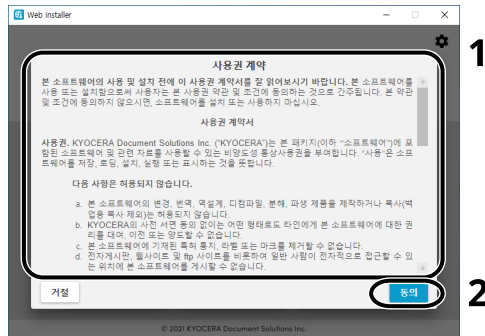 Web Installer
1
사용권 계약
본 소프트웨어의 사용 및 설치 전에 이 사용권 계약서를 잘 읽어보시기 바랍니다. 본 소프트웨어를
사용 또는 설치함으로써 사용자는 본 사용권 약관 및 조건에 동의하는 것으로 간주됩니다. 본 약관
및 조건에 동의하지 않으시면, 소프트웨어를 설치 또는 사용하지 마십시오.
사용권 계약서
사용권. KYOCERA Document Solutions Inc. ("KYOCERA")는 본 패키지(이하 "소프트웨어")에 포
함된 소프트웨어 및 관련 자료를 사용할 수 있는 비양도성 통상사용권을 부여합니다. "사용"은 소프
트웨어를 저장, 로딩, 설치, 실행 또는 표시하는 것을 뜻합니다.
다음 사항은 허용되지 않습니다.
a. 본 소프트웨어의 변경, 번역, 역설계, 디컴파일, 분해, 파생 제품을 제작하거나 복사(백
업용 복사 제외)는 허용되지 않습니다.
b. KYOCERA의 사전 서면 동의 없이는 어떤 형태로도 타인에게 본 소프트웨어에 대한 권
리를 대여, 이전 또는 양도할 수 없습니다.
c. 본 소프트웨어에 기재된 특허 통지, 라벨 또는 마크를 제거할 수 없습니다.
d. 전자게시판, 웹사이트 및 ftp 사이트를 비롯하여 일반 사람이 전자적으로 접근할 수 있
는 위치에 본 소프트웨어를 게시할 수 없습니다.
거절
동의
2
© 2021 KYOCERA Document Solutions Inc.